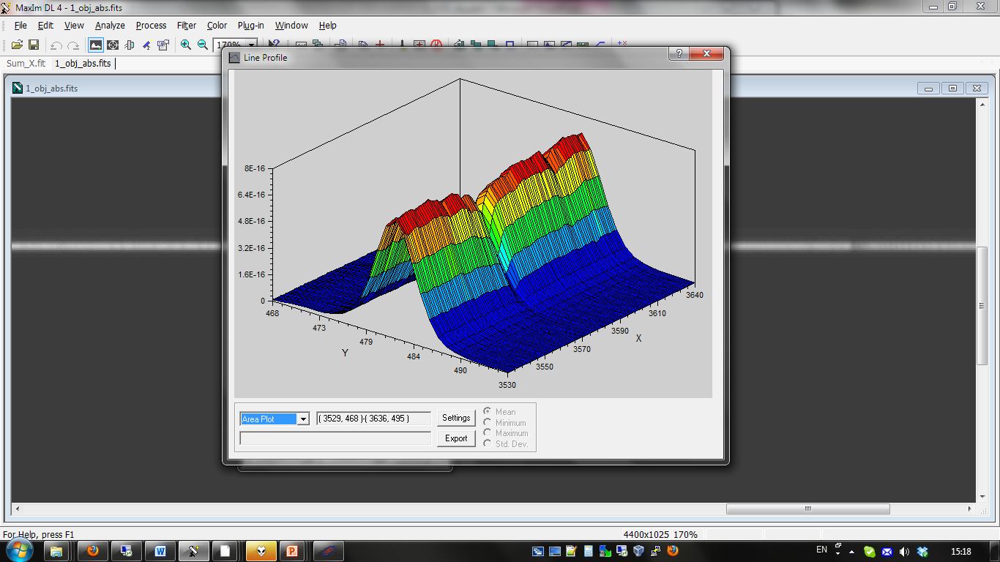 MaxIm DL 4 - 1_obj_abs.fits
File Edit View Analyze Process Filter Color Plug-in Window Help
170%
Sum_X.fit 1_obj_abs.fits
Line Profile
1_obj_abs.fits
8E-16
6.4E-16
4.8E-16
3.2E-16
1.6E-16
0
468
473
479
484
490
Y
3530
3550
3570
3590
3610
3640
X
Area Plot
( 3529, 468 )-( 3636, 495 )
Settings
Export
Mean
Minimum
Maximum
Std. Dev.
For Help, press F1
4400x1025 170%
EN
15:18